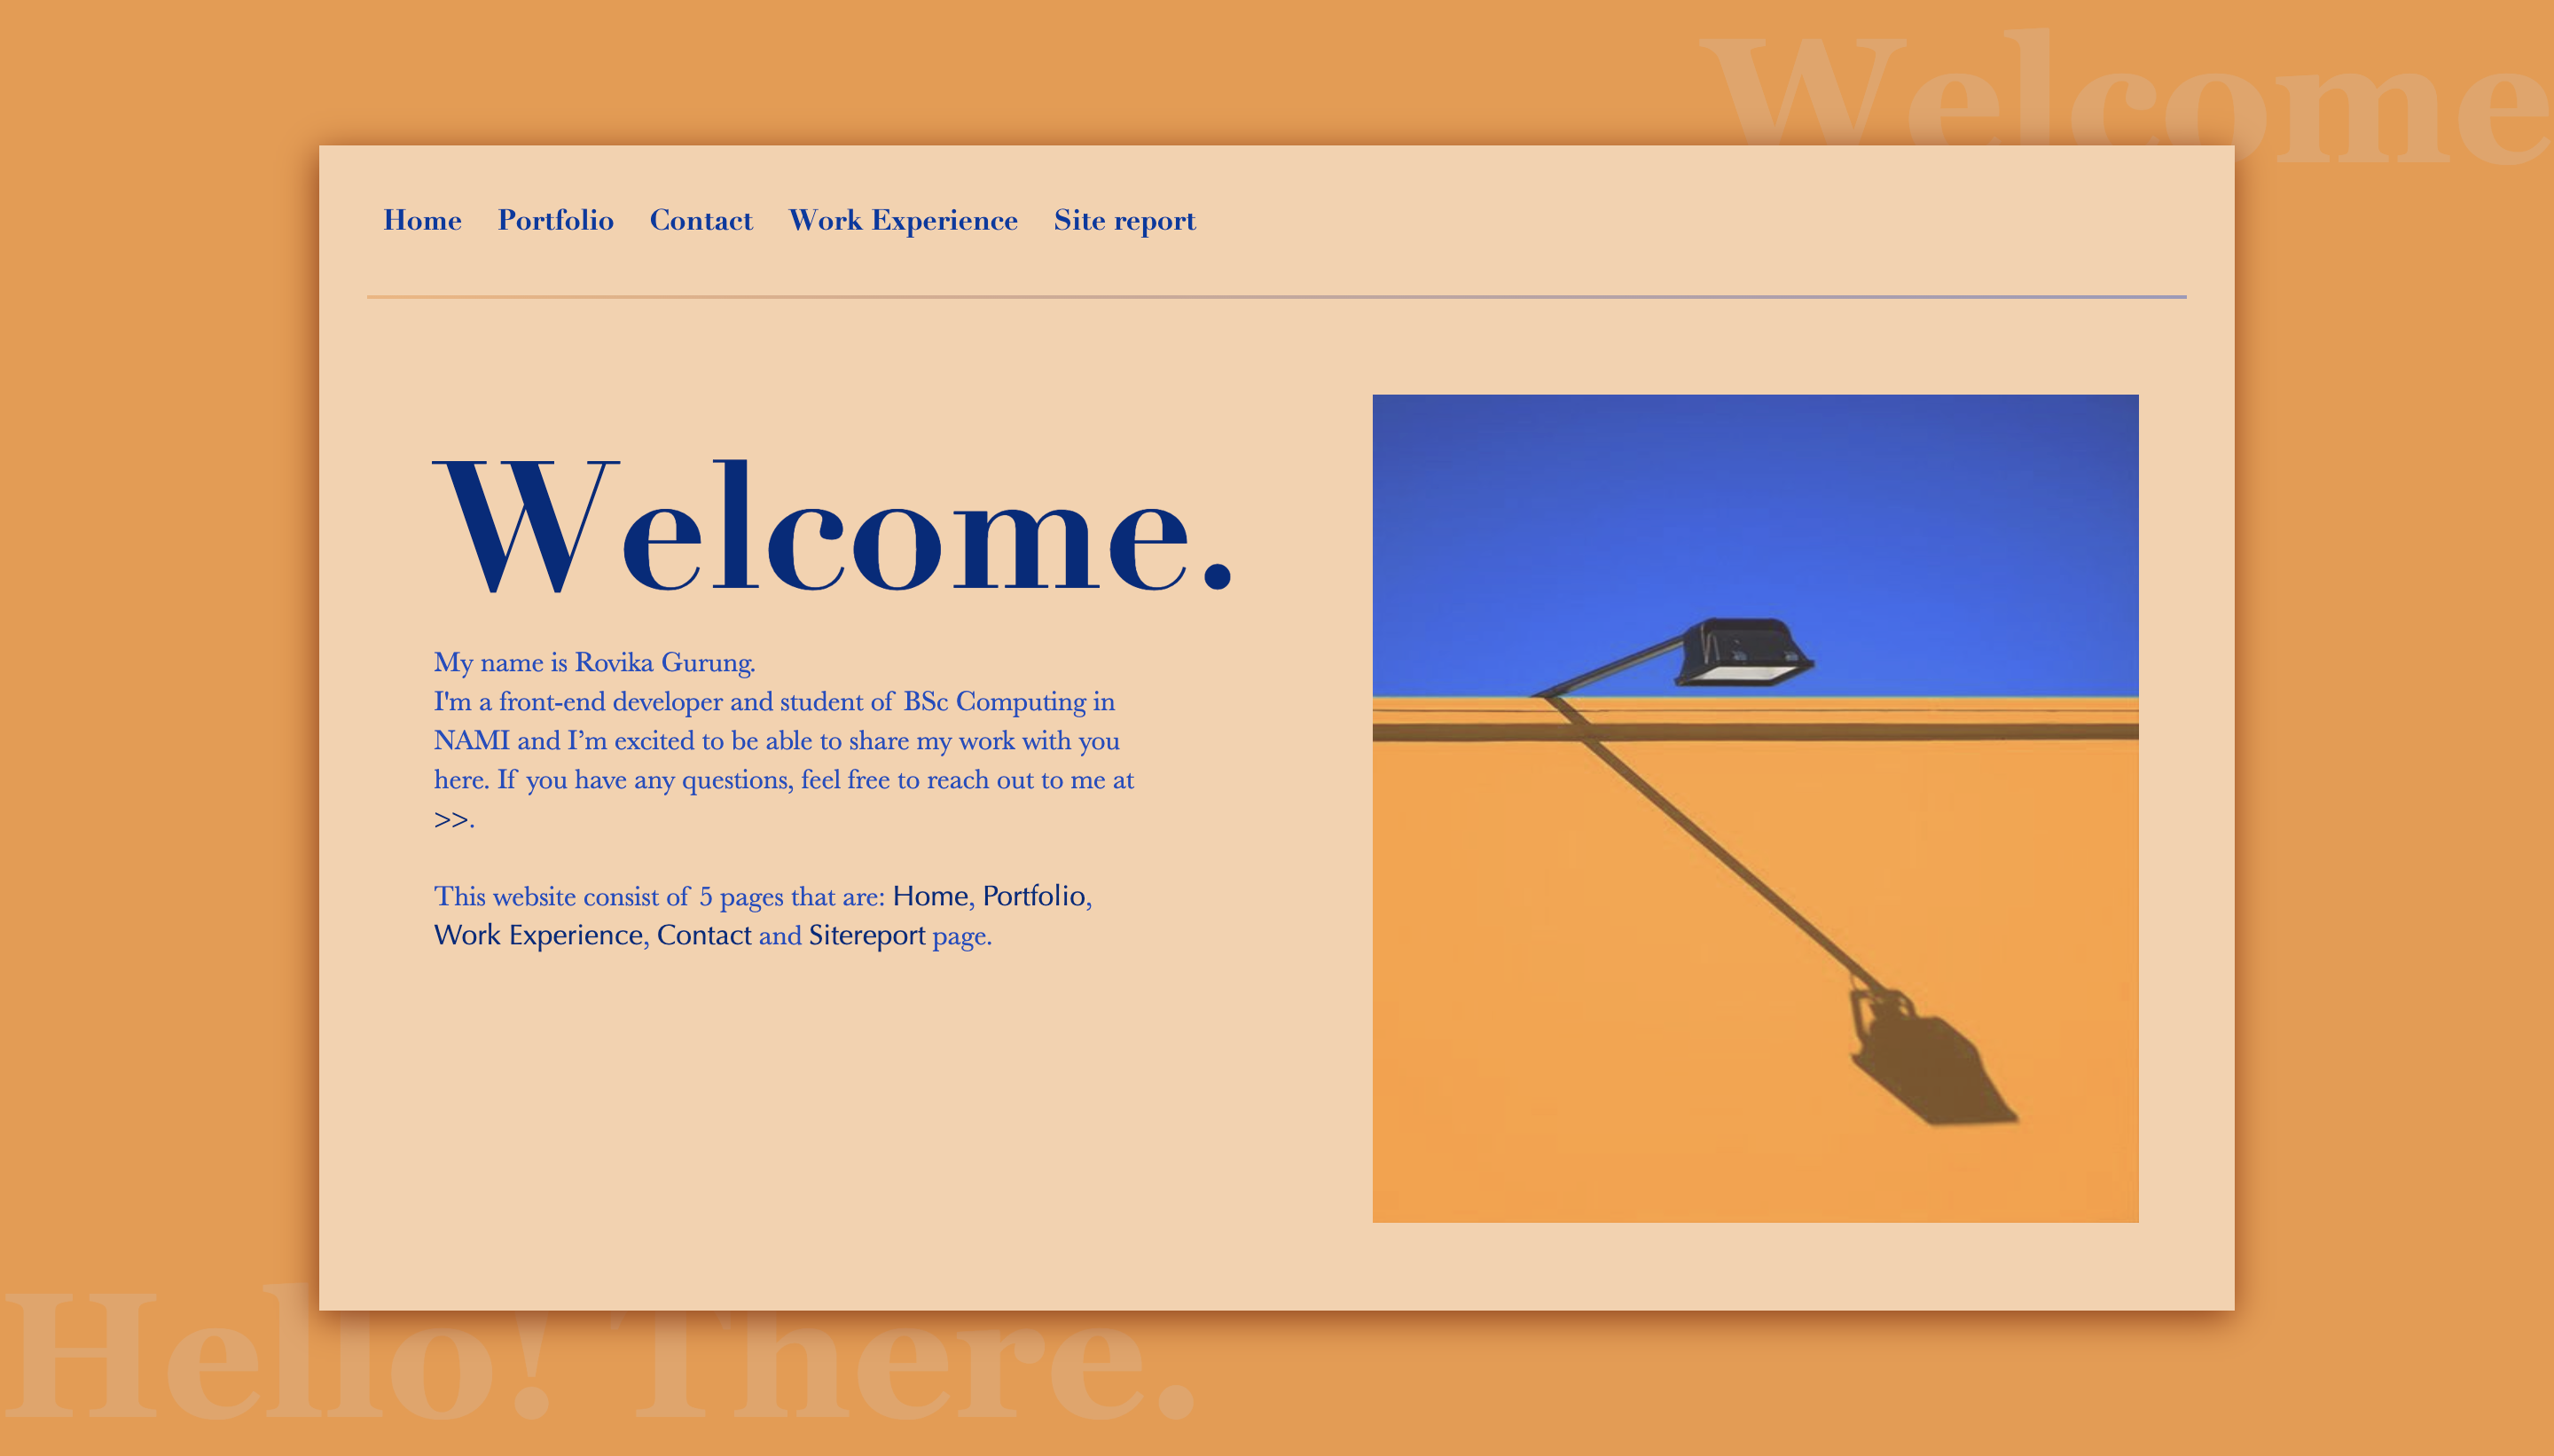 Welcome
Home Portfolio Contact Work Experience Site report
Welcome.
My name is Rovika Gurung.
I'm a front-end developer and student of BSc Computing in
NAMI and I’m excited to be able to share my work with you
here. If you have any questions, feel free to reach out to me at
>>.
This website consist of 5 pages that are: Home, Portfolio,
Work Experience, Contact and Sitereport page.
Hello! There.